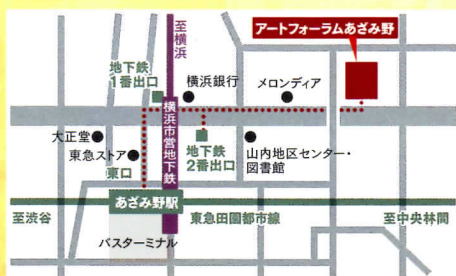 至横浜
アートフォーラムあざみ野
地下鉄
1番出口
横浜銀行
メロンディア
横浜市営地下鉄
大正堂
東急ストア
東口
地下鉄
2番出口
山内地区センター・
図書館
あざみ野駅
至渋谷
東急田園都市線
至中央林間
バスターミナル